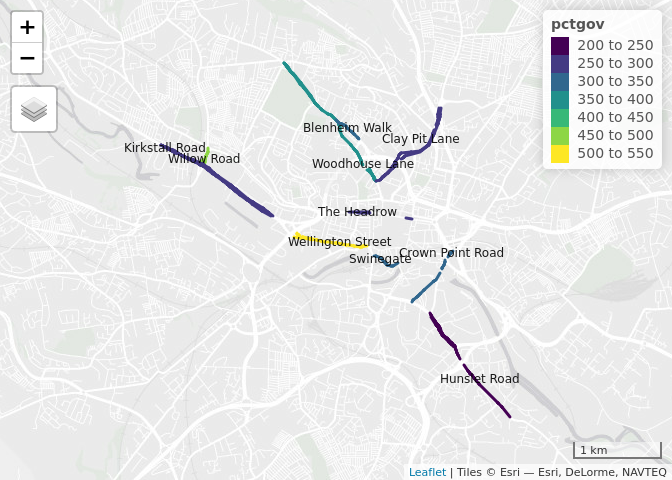 +
−
pctgov
200 to 250
250 to 300
300 to 350
350 to 400
400 to 450
450 to 500
500 to 550
Blenheim Walk
Clay Pit Lane
Kirkstall Road
Willow Road
Woodhouse Lane
The Headrow
Wellington Street
Crown Point Road
Swinegate
Hunslet Road
1 km
Leaflet | Tiles © Esri — Esri, DeLorme, NAVTEQ